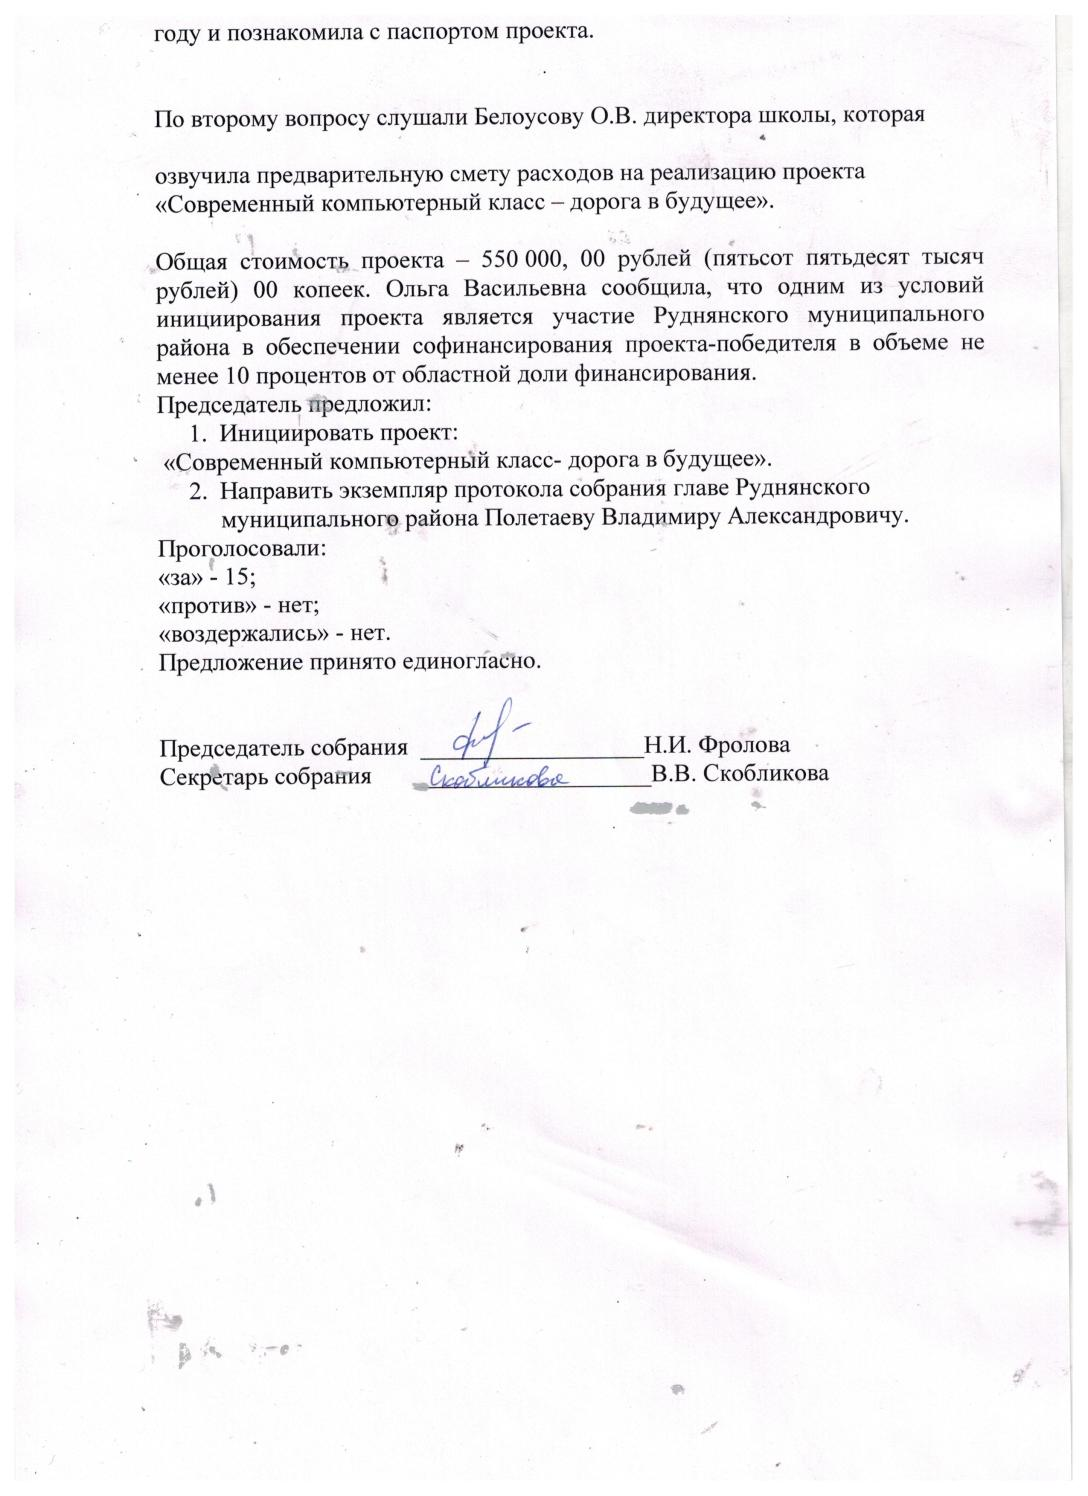 году и познакомила с паспортом проекта.
По второму вопросу слушали Белоусову О.В. директора школы, которая
озвучила предварительную смету расходов на реализацию проекта
«Современный компьютерный класс – дорога в будущее».
Общая стоимость проекта – 550 000, 00 рублей (пятьсот пятьдесят тысяч
рублей) 00 копеек. Ольга Васильевна сообщила, что одним из условий
инициирования проекта является участие Руднянского муниципального
района в обеспечении софинансирования проекта-победителя в объеме не
менее 10 процентов от областной доли финансирования.
Председатель предложил:
1. Инициировать проект:
«Современный компьютерный класс- дорога в будущее».
2. Направить экземпляр протокола собрания главе Руднянского
муниципального района Полетаеву Владимиру Александровичу.
Проголосовали:
«за» - 15;
«против» - нет;
«воздержались» - нет.
Предложение принято единогласно.
Председатель собрания Н.И. Фролова
Секретарь собрания Скобликова В.В. Скобликова